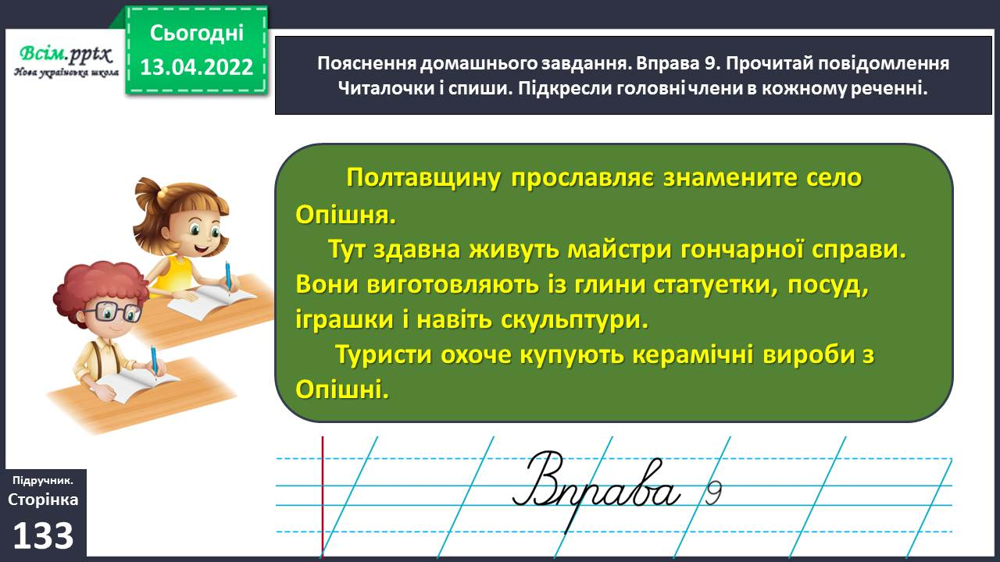 Сьогодні
13.04.2022
Всім.pptx
Нова українська школа
Пояснення домашнього завдання. Вправа 9. Прочитай повідомлення
Читалочки і спиши. Підкресли головні члени в кожному реченні.
Полтавщину прославляє знамените село
Опішня.
Тут здавна живуть майстри гончарної справи.
Вони виготовляють із глини статуетки, посуд,
іграшки і навіть скульптури.
Туристи охоче купують керамічні вироби з
Опішні.
Вправа 9
Підручник.
Сторінка
133